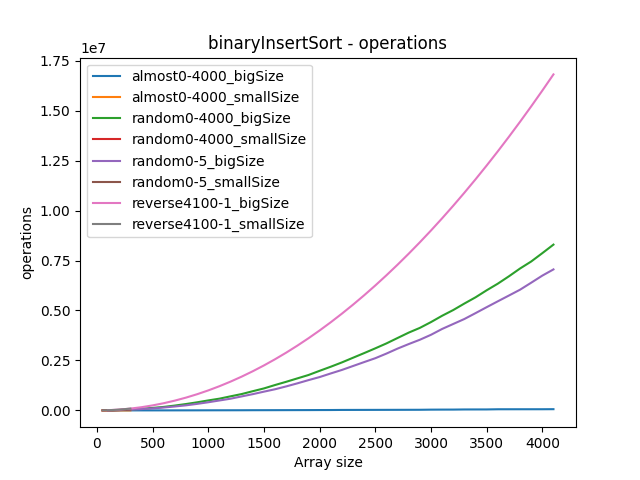 binaryInsertSort - operations
1e7
1.75
1.50
1.25
1.00
0.75
0.50
0.25
0.00
operations
almost0-4000_bigSize
almost0-4000_smallSize
random0-4000_bigSize
random0-4000_smallSize
random0-5_bigSize
random0-5_smallSize
reverse4100-1_bigSize
reverse4100-1_smallSize
0 500 1000 1500 2000 2500 3000 3500 4000
Array size